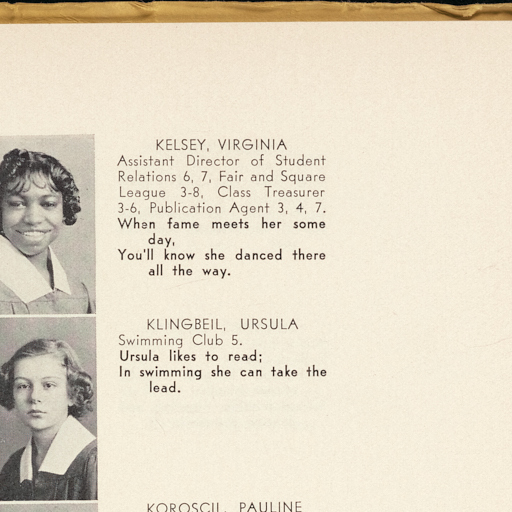 KELSEY, VIRGINIA
Assistant Director of Student
Relations 6, 7, Fair and Square
League 3-8, Class Treasurer
3-6, Publication Agent 3, 4, 7.
When fame meets her some
day,
You'll know she danced there
all the way.
KLINGBEIL, URSULA
Swimming Club 5.
Ursula likes to read;
In swimming she can take the
lead.
KOROSCIL, PAULINE